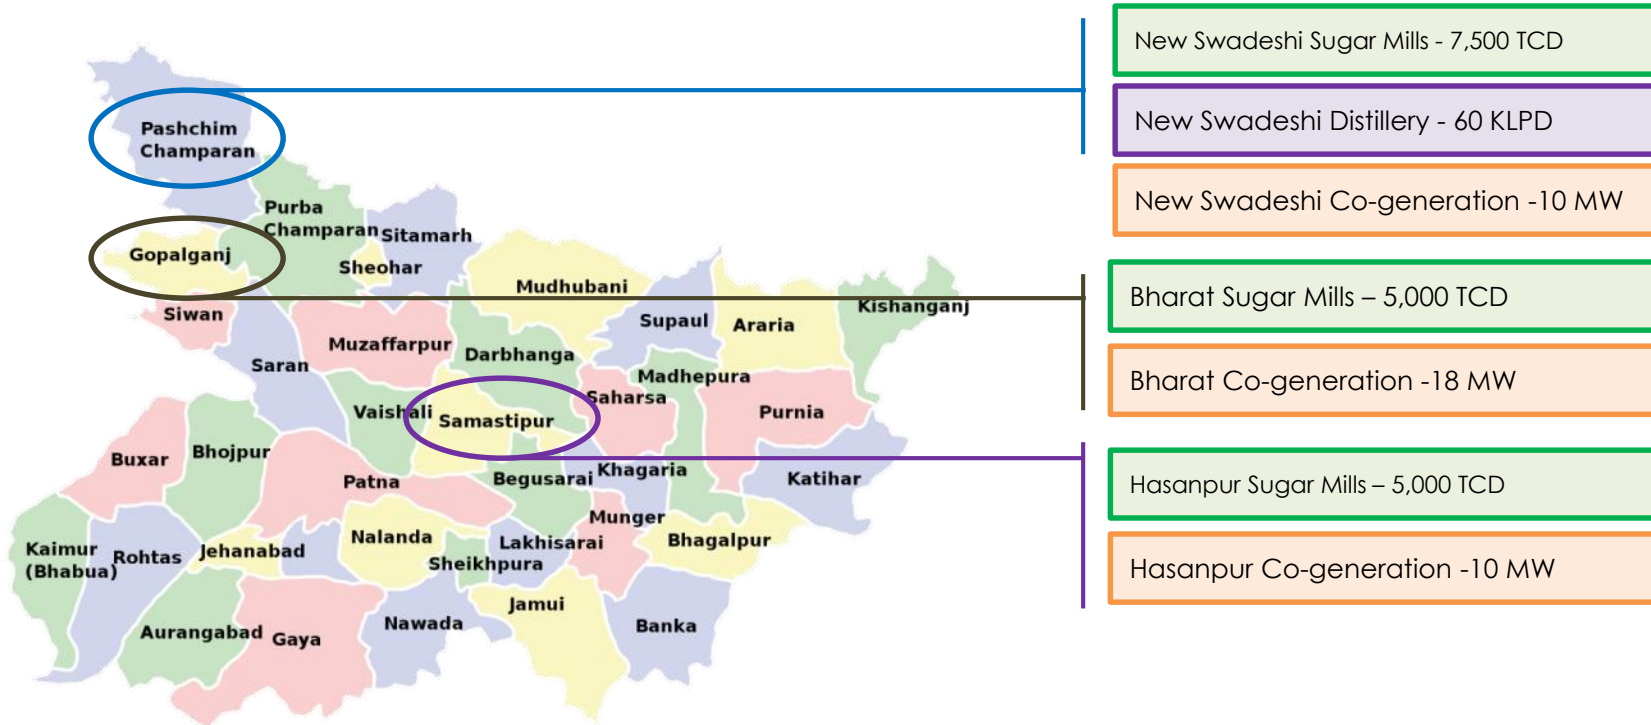 New Swadeshi Sugar Mills - 7,500 TCD
New Swadeshi Distillery - 60 KLPD
New Swadeshi Co-generation -10 MW
Bharat Sugar Mills – 5,000 TCD
Bharat Co-generation -18 MW
Hasanpur Sugar Mills – 5,000 TCD
Hasanpur Co-generation -10 MW
Pashchim
Champaran
Purba
Champaran
Sitamarh
Gopalganj
Sheohar
Mudhubani
Kishanganj
Siwan
Supaul
Araria
Muzaffarpur
Darbhanga
Saran
Madhepura
Saharsa
Vaishali
Samastipur
Purnia
Buxar
Bhojpur
Patna
Begusarai
Khagaria
Katihar
Munger
Kaimur
(Bhabua)
Rohtas
Jehanabad
Nalanda
Lakhisarai
Bhagalpur
Sheikhpura
Jamui
Aurangabad
Gaya
Nawada
Banka